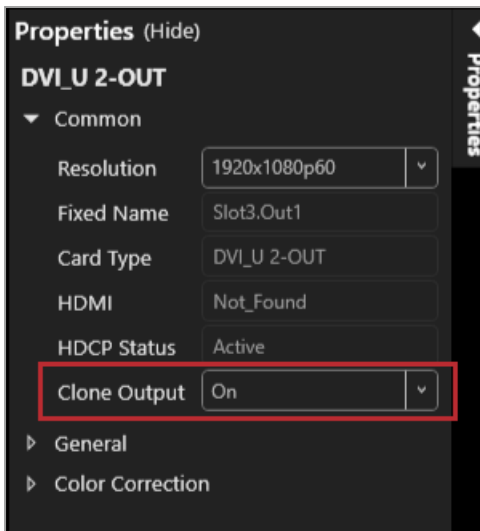 Properties (Hide)
DVI_U 2-OUT
Common
Resolution 1920x1080p60
Fixed Name Slot3.Out1
Card Type DVI_U 2-OUT
HDMI Not_Found
HDCP Status Active
Clone Output On
General
Color Correction
Properties